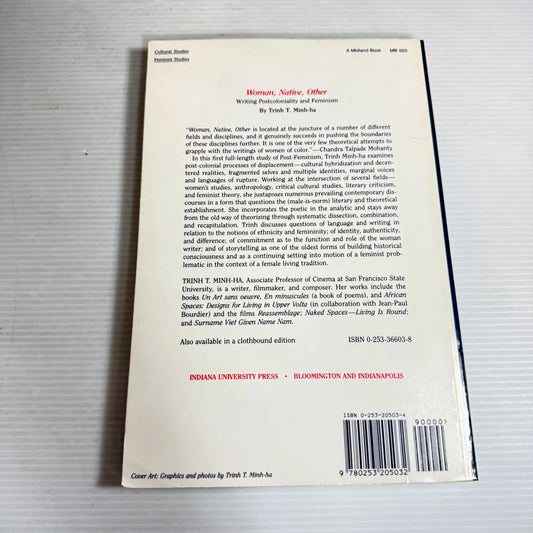 Cultural Studies
Feminist Studies
A Midland Book MB 503
Woman, Native, Other
Writing Postcoloniality and Feminism
By Trinh T. Minh-ha
"Woman, Native, Other is located at the juncture of a number of different
fields and disciplines, and it genuinely succeeds in pushing the boundaries
of these disciplines further. It is one of the very few theoretical attempts to
grapple with the writings of women of color."—Chandra Talpade Mohanty
In this first full-length study of Post-Feminism, Trinh Minh-ha examines
post-colonial processes of displacement—cultural hybridization and decen-
tered realities, fragmented selves and multiple identities, marginal voices
and languages of rupture. Working at the intersection of several fields—
women's studies, anthropology, critical cultural studies, literary criticism,
and feminist theory, she juxtaposes numerous prevailing contemporary dis-
courses in a form that questions the (male-is-norm) literary and theoretical
establishment. She incorporates the poetic in the analytic and stays away
from the old way of theorizing through systematic dissection, combination,
and recapitulation. Trinh discusses questions of language and writing in
relation to the notions of ethnicity and femininity; of identity, authenticity,
and difference; of commitment as to the function and role of the woman
writer; and of storytelling as one of the oldest forms of building historical
consciousness and as a continuing setting into motion of a feminist prob-
lematic in the context of a female living tradition.
TRINH T. MINH-HA, Associate Professor of Cinema at San Francisco State
University, is a writer, filmmaker, and composer. Her works include the
books Un Art sans oeuvre, En minuscules (a book of poems), and African
Spaces: Designs for Living in Upper Volta (in collaboration with Jean-Paul
Bourdier) and the films Reassemblage; Naked Spaces—Living Is Round;
and Surname Viet Given Name Nam.
Also available in a clothbound edition ISBN 0-253-36603-8
INDIANA UNIVERSITY PRESS • BLOOMINGTON AND INDIANAPOLIS
ISBN 0-253-20503-4
90000>
9 780253 205032
Cover Art: Graphics and photos by Trinh T. Minh-ha